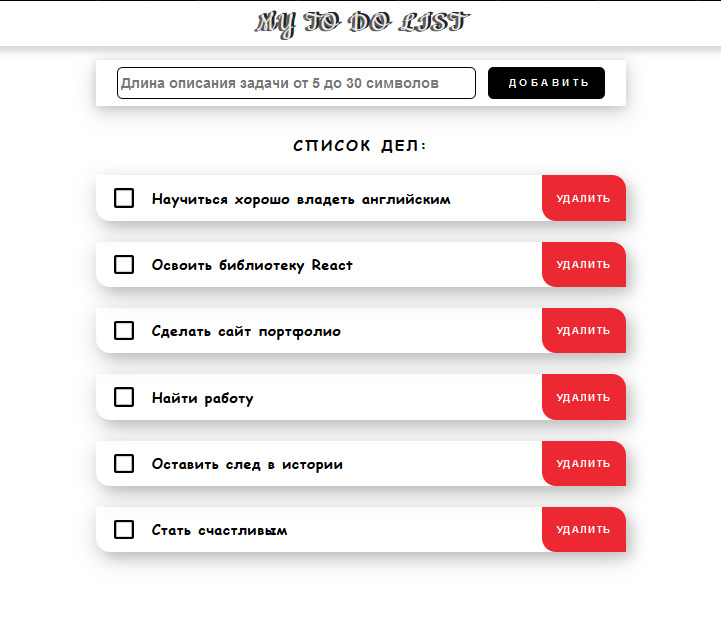 MY TO DO LIST
Длина описания задачи от 5 до 30 символов
ДОБАВИТЬ
СПИСОК ДЕЛ:
Научиться хорошо владеть английским
УДАЛИТЬ
Освоить библиотеку React
УДАЛИТЬ
Сделать сайт портфолио
УДАЛИТЬ
Найти работу
УДАЛИТЬ
Оставить след в истории
УДАЛИТЬ
Стать счастливым
УДАЛИТЬ